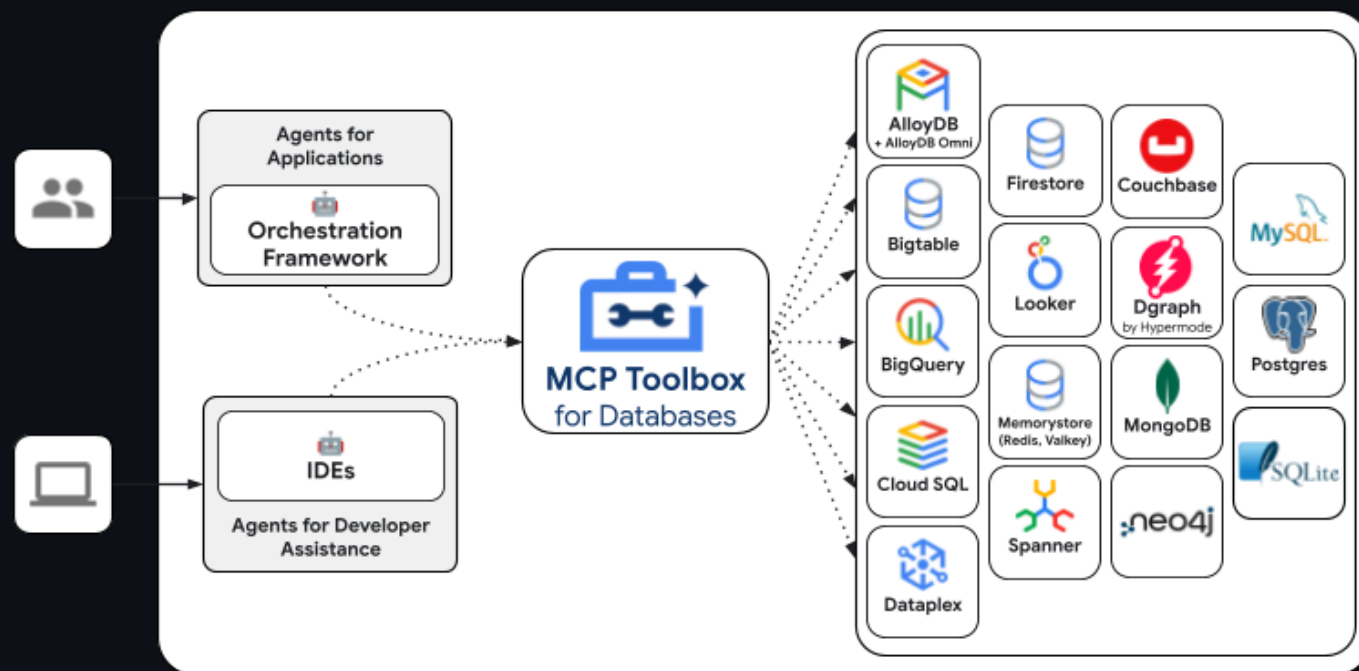 Agents for
Applications
Orchestration
Framework
IDEs
Agents for Developer
Assistance
MCP Toolbox
for Databases
AlloyDB
+ AlloyDB Omni
Bigtable
BigQuery
Cloud SQL
Dataplex
Firestore
Looker
Memorystore
(Redis, Valkey)
Spanner
Couchbase
Dgraph
by Hypermode
MongoDB
neo4j
MySQL
Postgres
SQLite